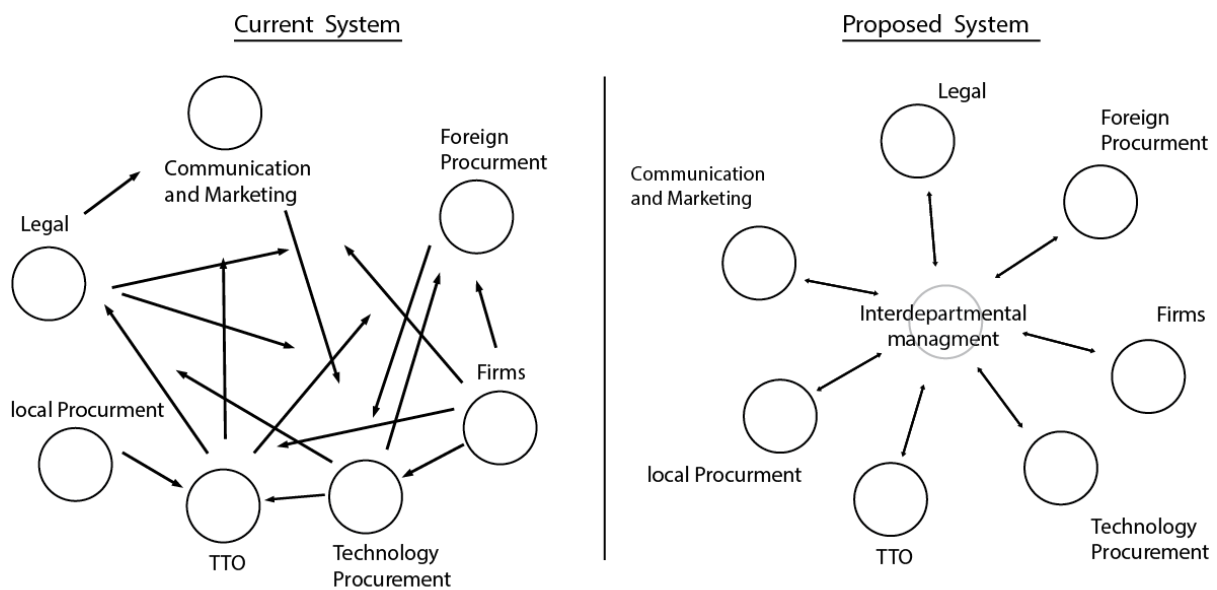 Current System
Communication
and Marketing
Foreign
Procurment
Legal
Firms
local Procurment
TTO
Technology
Procurement
Proposed System
Legal
Foreign
Procurment
Communication
and Marketing
Interdepartmental
managment
Firms
local Procurment
TTO
Technology
Procurement